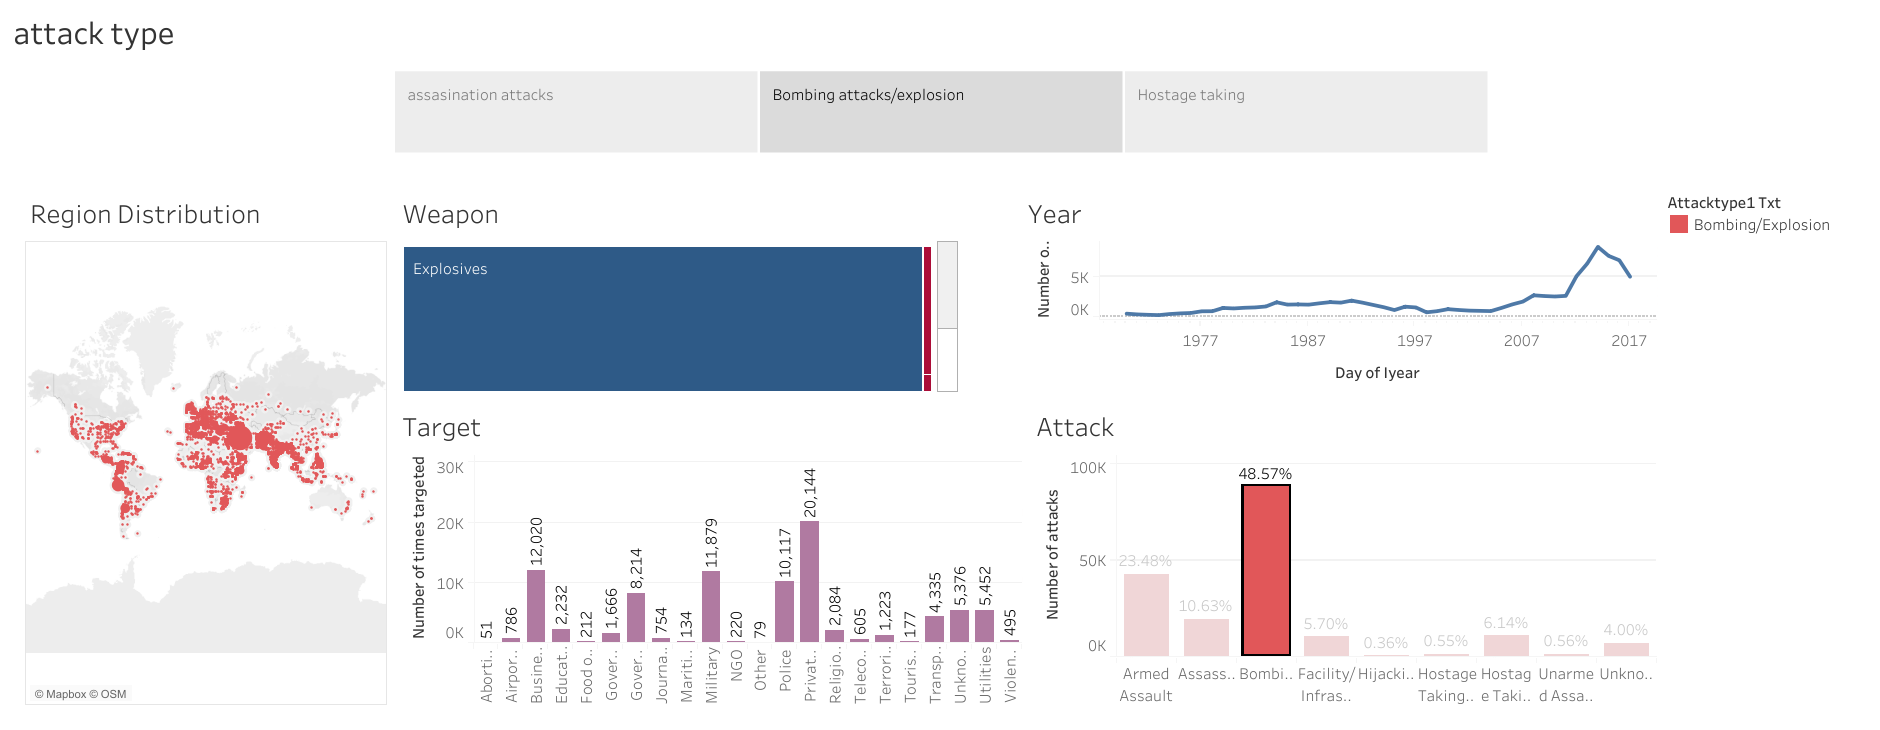 attack type
assasination attacks
Bombing attacks/explosion
Hostage taking
Region Distribution
© Mapbox © OSM
Weapon
Explosives
Year
Number o..
5K
0K
1977 1987 1997 2007 2017
Day of Iyear
Attacktype1 Txt
Bombing/Explosion
Target
Number of times targeted
30K
20K
10K
0K
51 786 12,020 2,232 212 1,666 8,214 754 134 11,879 220 79 10,117 20,144 2,084 605 1,223 177 4,335 5,376 5,452 495
Aborti.. Airpor.. Busine.. Educat.. Food o.. Gover.. Gover.. Journa.. Mariti.. Military NGO Other Police Privat.. Religio.. Teleco.. Terrori.. Touris.. Transp.. Unkno.. Utilities Violen..
Attack
Number of attacks
100K
50K
0K
23.48% 10.63% 48.57% 5.70% 0.36% 0.55% 6.14% 0.56% 4.00%
Armed Assass.. Bombi.. Facility/ Hijacki.. Hostage Hostag Unarme Unkno..
Assault Infras.. Taking.. e Taki.. d Assa..